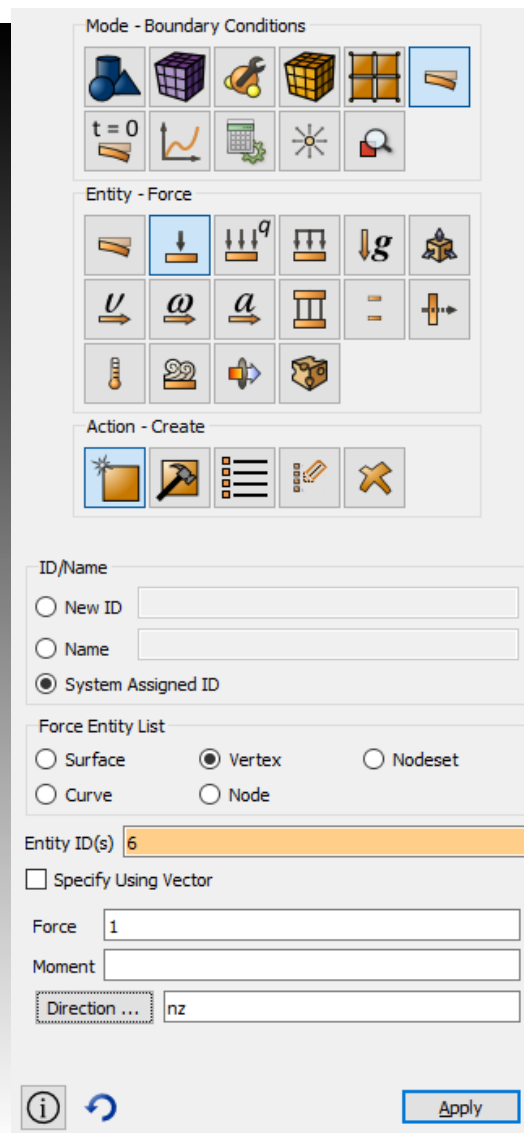 Mode - Boundary Conditions
t = 0
Entity - Force
q
g
υ ω a
Action - Create
ID/Name
New ID
Name
System Assigned ID
Force Entity List
Surface Vertex Nodeset
Curve Node
Entity ID(s) 6
Specify Using Vector
Force 1
Moment
Direction ... nz
i Apply